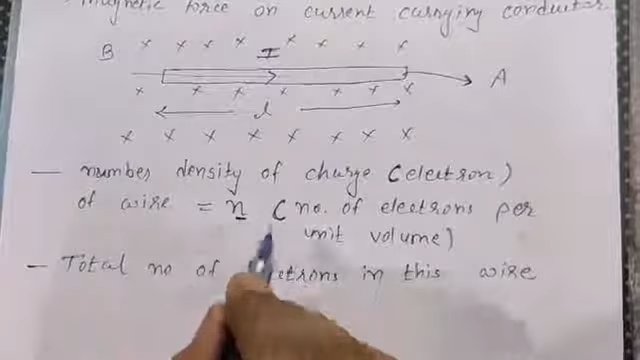 magnetic force on current carrying conductor
B x x x x I x x x
x x x x x x x A
l
x x x x x x x x
— number density of charge (electron)
of wire = n (no. of electrons per
unit volume)
– Total no of in this wire